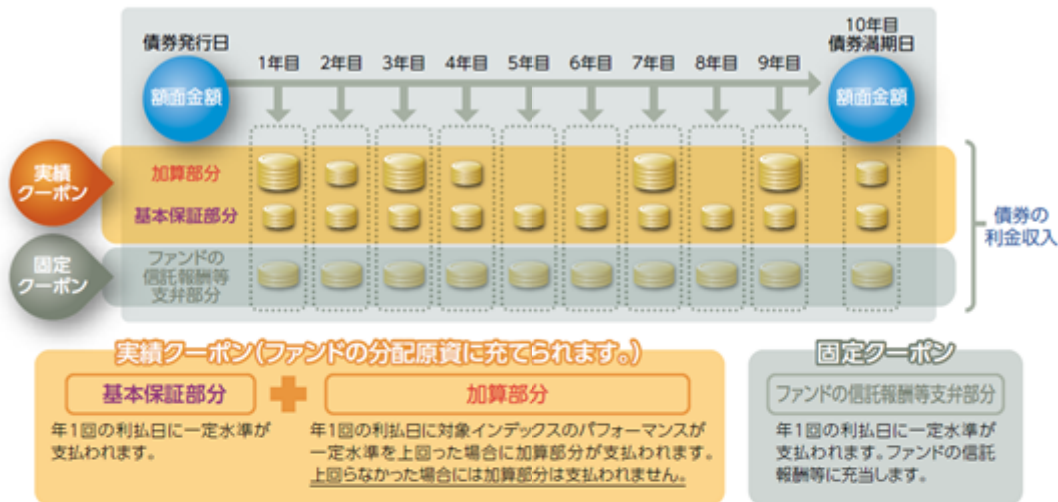 10年目
債券発行日
債券満期日
1年目 2年目 3年目 4年目 5年目 6年目 7年目 8年目 9年目
額面金額
額面金額
実績
クーポン
加算部分
基本保証部分
固定
クーポン
ファンドの
信託報酬等
支弁部分
債券の
利金収入
実績クーポン(ファンドの分配原資に充てられます。)
基本保証部分
加算部分
年1回の利払日に一定水準が
支払われます。
年1回の利払日に対象インデックスのパフォーマンスが
一定水準を上回った場合に加算部分が支払われます。
上回らなかった場合には加算部分は支払われません。
固定クーポン
ファンドの信託報酬等支弁部分
年1回の利払日に一定水準が
支払われます。ファンドの信託
報酬等に充当します。